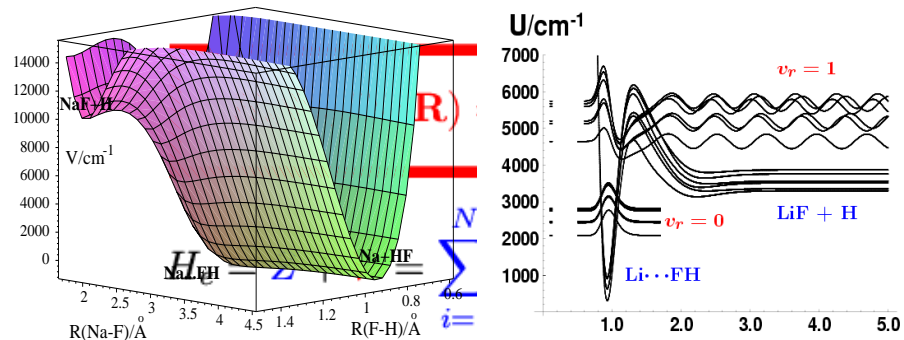 14000
12000
10000
8000
6000
4000
2000
0
NaF+H
V/cm⁻¹
R)
Na..FH
Na+HF
N
=
∑
i=
2
2.5
3
3.5
4
4.5
R(Na-F)/Å
1.4
1.2
1
0.8
0.6
R(F-H)/Å
U/cm⁻¹
7000
6000
5000
4000
3000
2000
1000
v_r = 1
v_r = 0
LiF + H
Li···FH
1.0 2.0 3.0 4.0 5.0